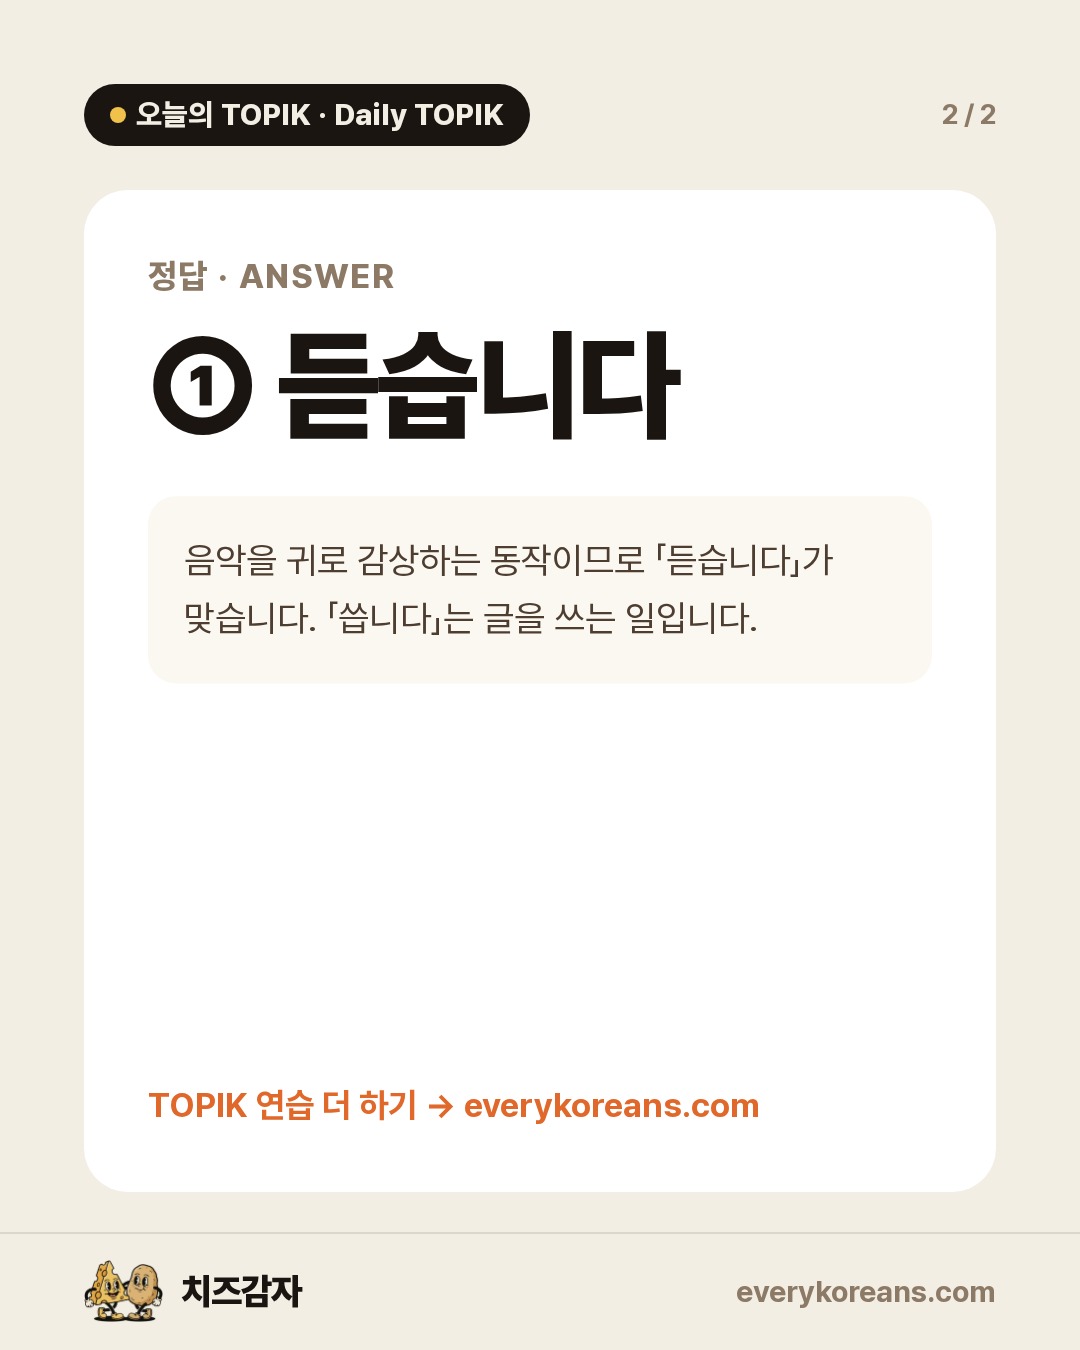 오늘의 TOPIK · Daily TOPIK
2 / 2
정답 · ANSWER
① 듣습니다
음악을 귀로 감상하는 동작이므로 「듣습니다」가
맞습니다. 「씁니다」는 글을 쓰는 일입니다.
TOPIK 연습 더 하기 → everykoreans.com
치즈감자
everykoreans.com